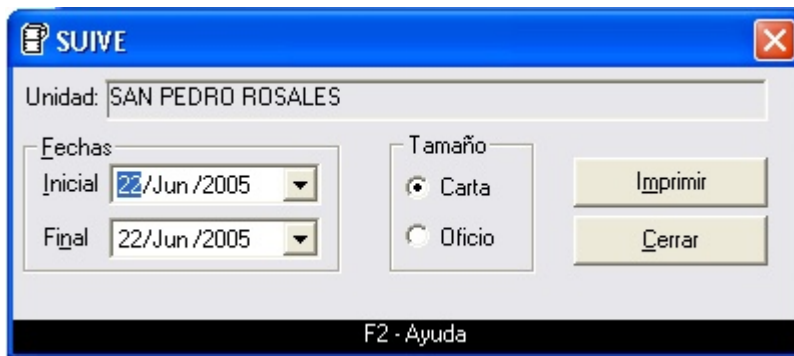 SUIVE
Unidad: SAN PEDRO ROSALES
Fechas
Inicial 22/Jun/2005
Final 22/Jun/2005
Tamaño
Carta
Oficio
Imprimir
Cerrar
F2 - Ayuda